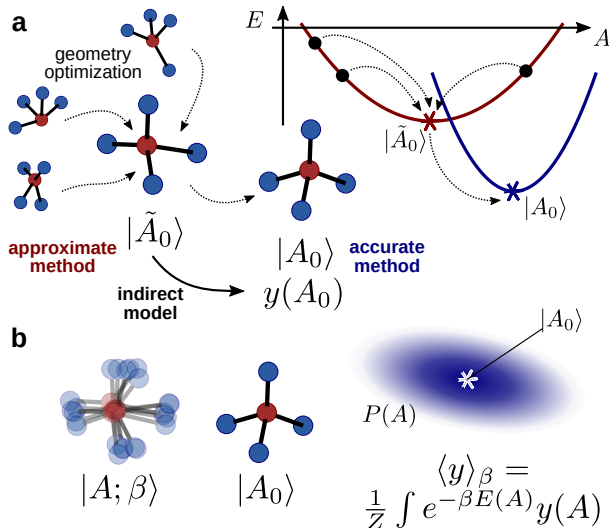 a
geometry
optimization
E
A
|Ã₀⟩
|A₀⟩
|Ã₀⟩
approximate
method
|A₀⟩
accurate
method
indirect
model
y(A₀)
b
|A₀⟩
P(A)
|A; β⟩
|A₀⟩
⟨y⟩_β =
1/Z ∫ e^{−βE(A)} y(A)